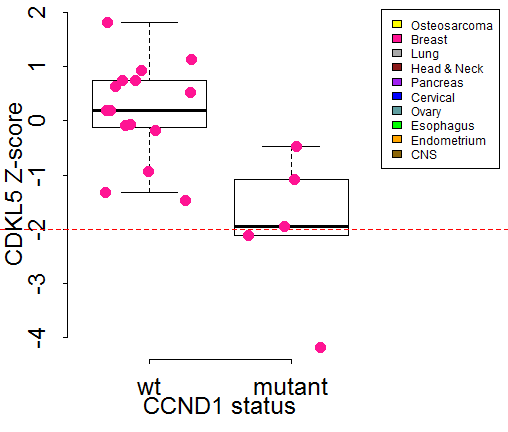 CDKL5 Z-score
2
1
0
-1
-2
-3
-4
wt mutant
CCND1 status
Osteosarcoma
Breast
Lung
Head & Neck
Pancreas
Cervical
Ovary
Esophagus
Endometrium
CNS